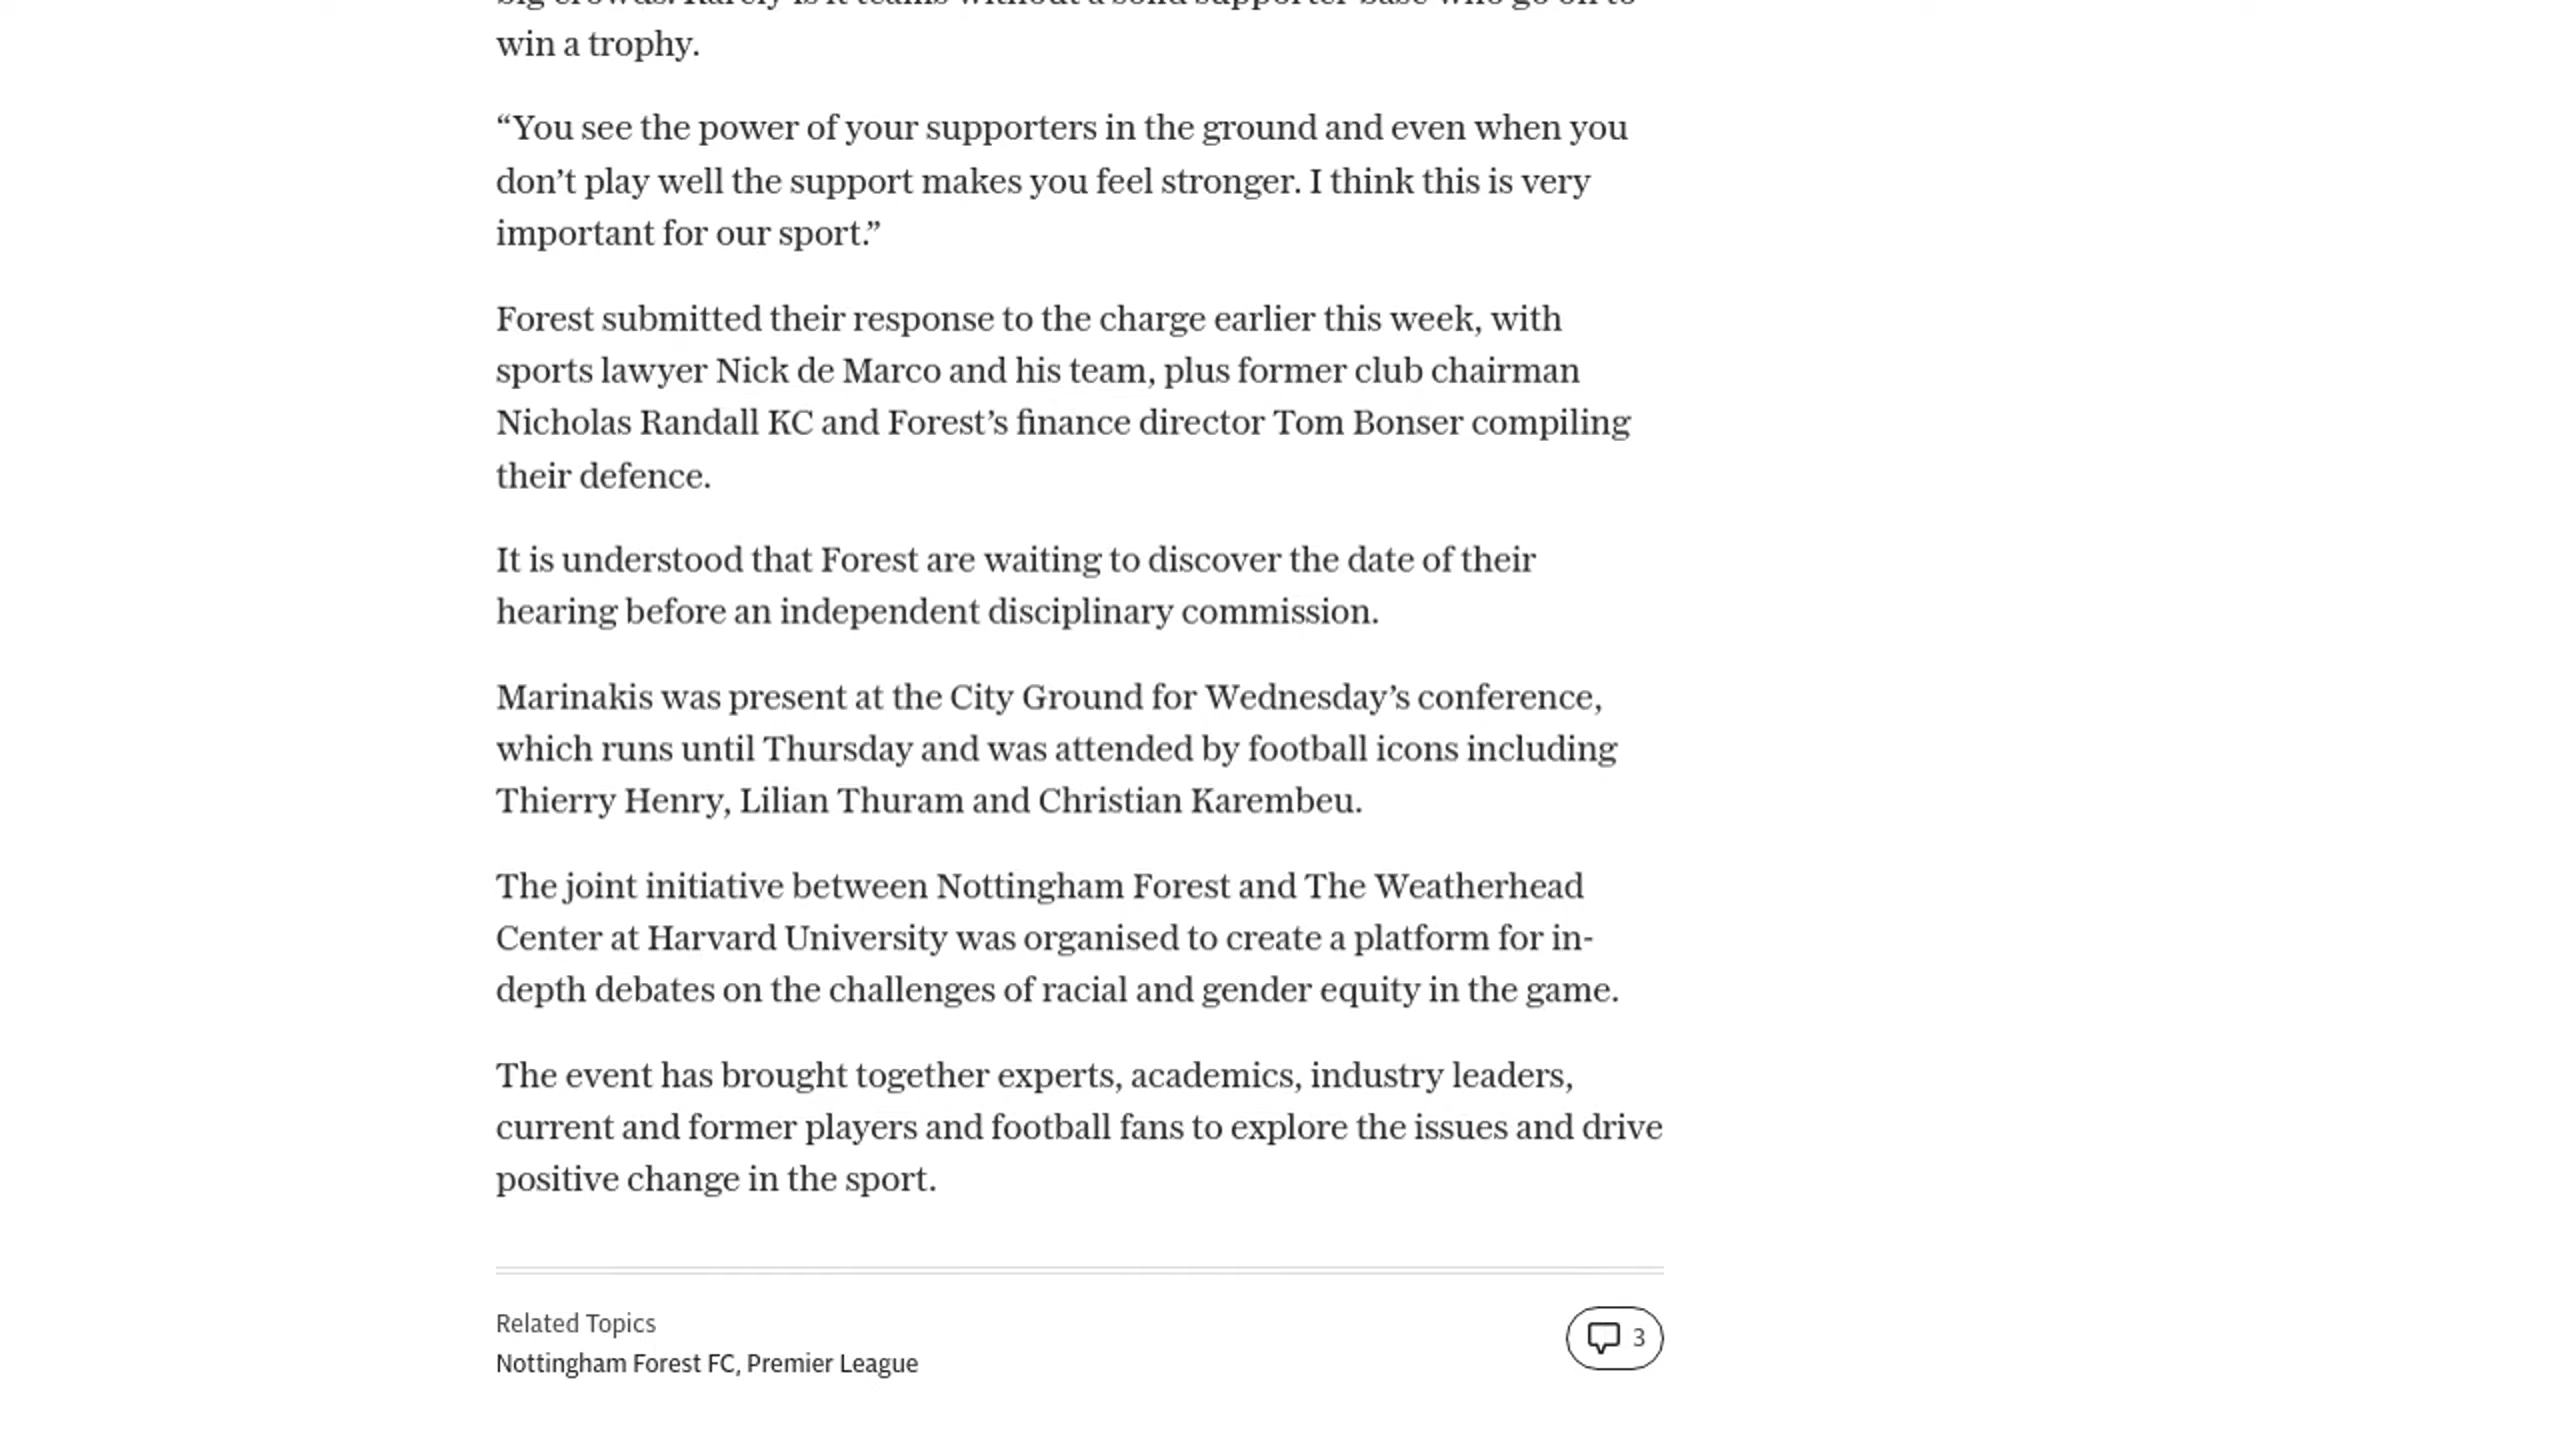 win a trophy.
“You see the power of your supporters in the ground and even when you
don’t play well the support makes you feel stronger. I think this is very
important for our sport.”
Forest submitted their response to the charge earlier this week, with
sports lawyer Nick de Marco and his team, plus former club chairman
Nicholas Randall KC and Forest’s finance director Tom Bonser compiling
their defence.
It is understood that Forest are waiting to discover the date of their
hearing before an independent disciplinary commission.
Marinakis was present at the City Ground for Wednesday’s conference,
which runs until Thursday and was attended by football icons including
Thierry Henry, Lilian Thuram and Christian Karembeu.
The joint initiative between Nottingham Forest and The Weatherhead
Center at Harvard University was organised to create a platform for in-
depth debates on the challenges of racial and gender equity in the game.
The event has brought together experts, academics, industry leaders,
current and former players and football fans to explore the issues and drive
positive change in the sport.
Related Topics
3
Nottingham Forest FC, Premier League